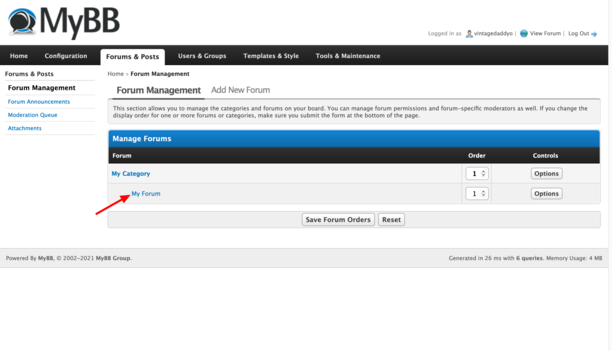 MyBB
Logged in as vintagedaddyo | View Forum | Log Out
Home Configuration Forums & Posts Users & Groups Templates & Style Tools & Maintenance
Forums & Posts
Forum Management
Forum Announcements
Moderation Queue
Attachments
Home » Forum Management
Forum Management Add New Forum
This section allows you to manage the categories and forums on your board. You can manage forum permissions and forum-specific moderators as well. If you change the
display order for one or more forums or categories, make sure you submit the form at the bottom of the page.
Manage Forums
Forum Order Controls
My Category 1 Options
My Forum 1 Options
Save Forum Orders Reset
Powered By MyBB, © 2002-2021 MyBB Group. Generated in 26 ms with 6 queries. Memory Usage: 4 MB